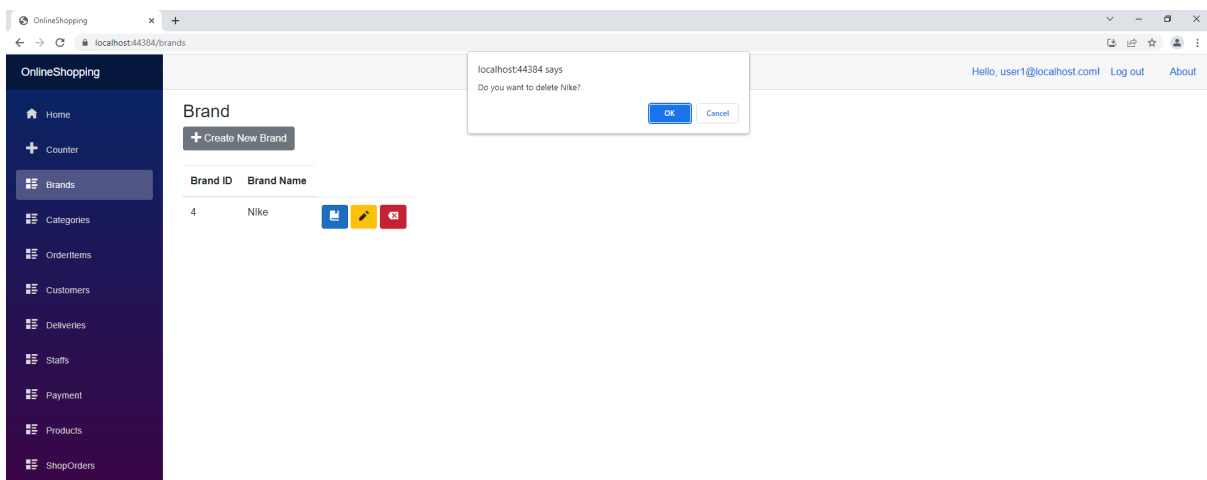 OnlineShopping
localhost:44384/brands
OnlineShopping
localhost:44384 says
Do you want to delete NIke?
OK Cancel
Hello, user1@localhost.com! Log out About
Home
Counter
Brands
Categories
OrderItems
Customers
Deliveries
Staffs
Payment
Products
ShopOrders
Brand
Create New Brand
Brand ID Brand Name
4 NIke